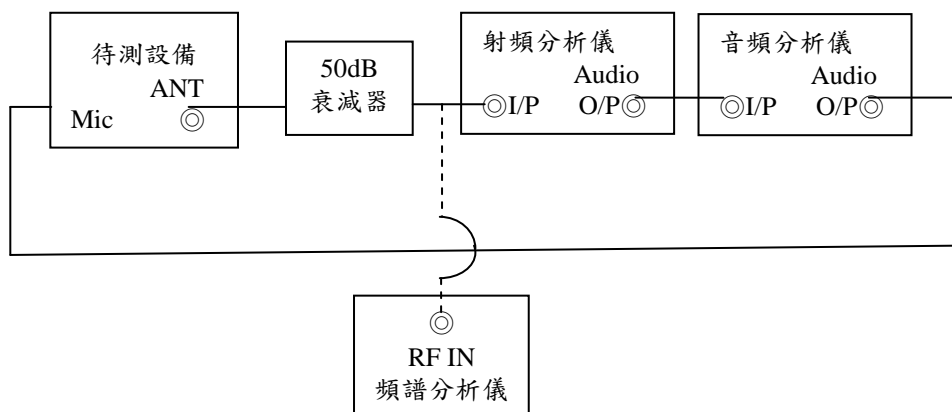 待測設備
ANT
Mic
50dB
衰減器
射頻分析儀
Audio
I/P O/P
音頻分析儀
Audio
I/P O/P
RF IN
頻譜分析儀